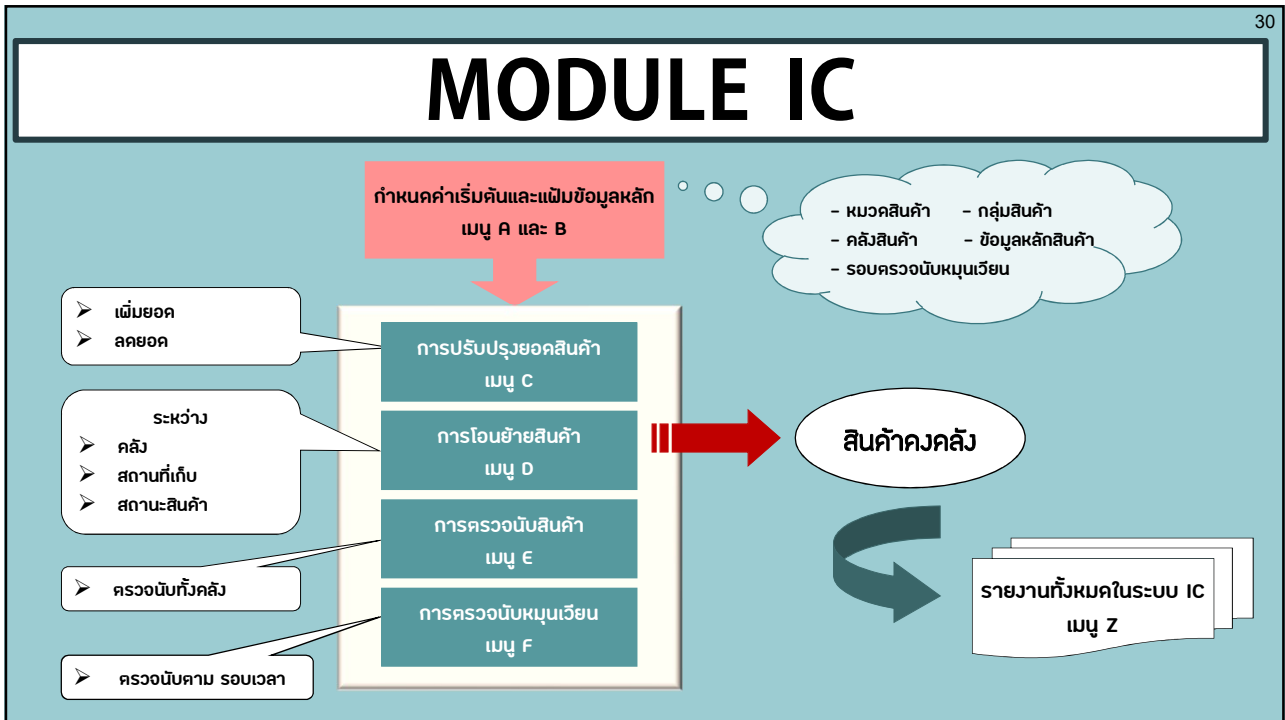 30
MODULE IC
กำหนดค่าเริ่มต้นและแฟ้มข้อมูลหลัก
เมนู A และ B
- หมวดสินค้า - กลุ่มสินค้า
- คลังสินค้า - ข้อมูลหลักสินค้า
- รอบตรวจนับหมุนเวียน
➢ เพิ่มยอด
➢ ลดยอด
การปรับปรุงยอดสินค้า
เมนู C
ระหว่าง
➢ คลัง
➢ สถานที่เก็บ
➢ สถานะสินค้า
การโอนย้ายสินค้า
เมนู D
สินค้าคงคลัง
การตรวจนับสินค้า
เมนู E
➢ ตรวจนับทั้งคลัง
การตรวจนับหมุนเวียน
เมนู F
➢ ตรวจนับตาม รอบเวลา
รายงานทั้งหมดในระบบ IC
เมนู Z